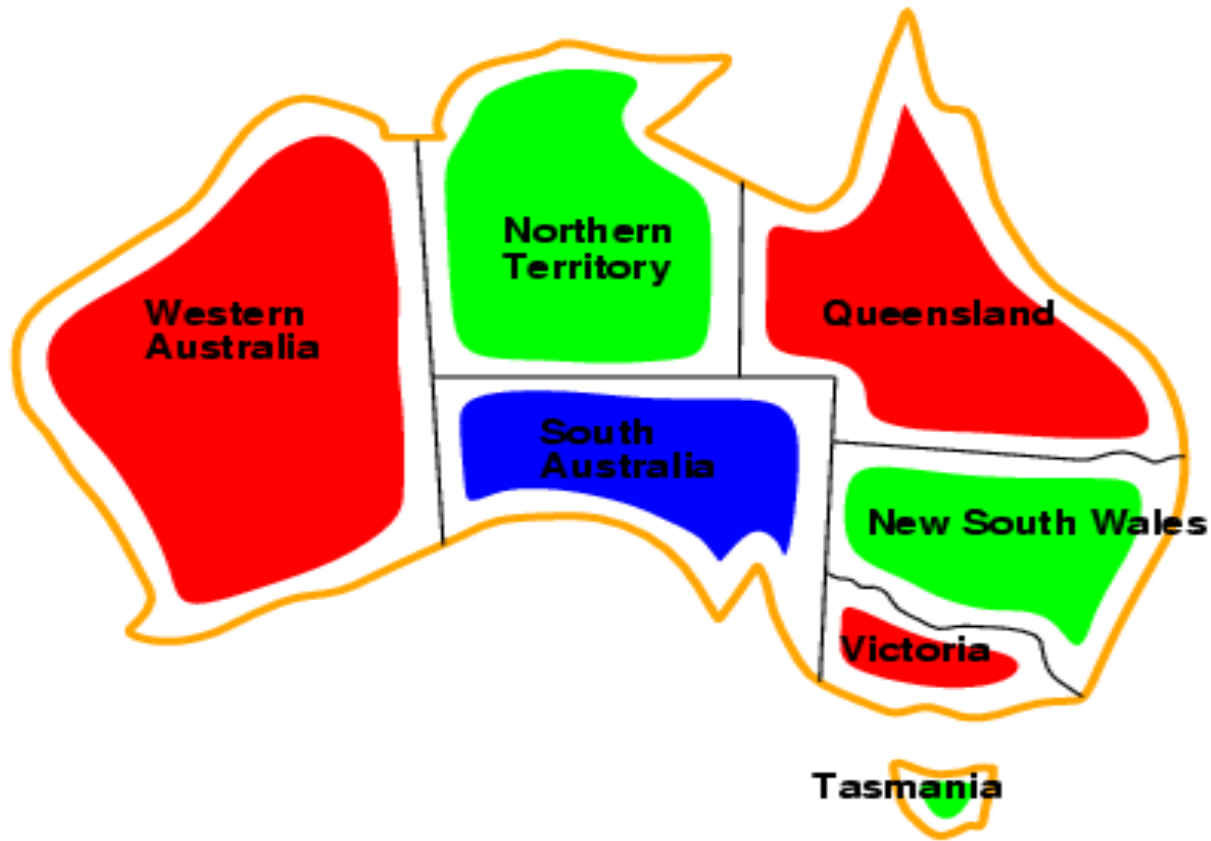 Northern
Territory
Western
Australia
Queensland
South
Australia
New South Wales
Victoria
Tasmania